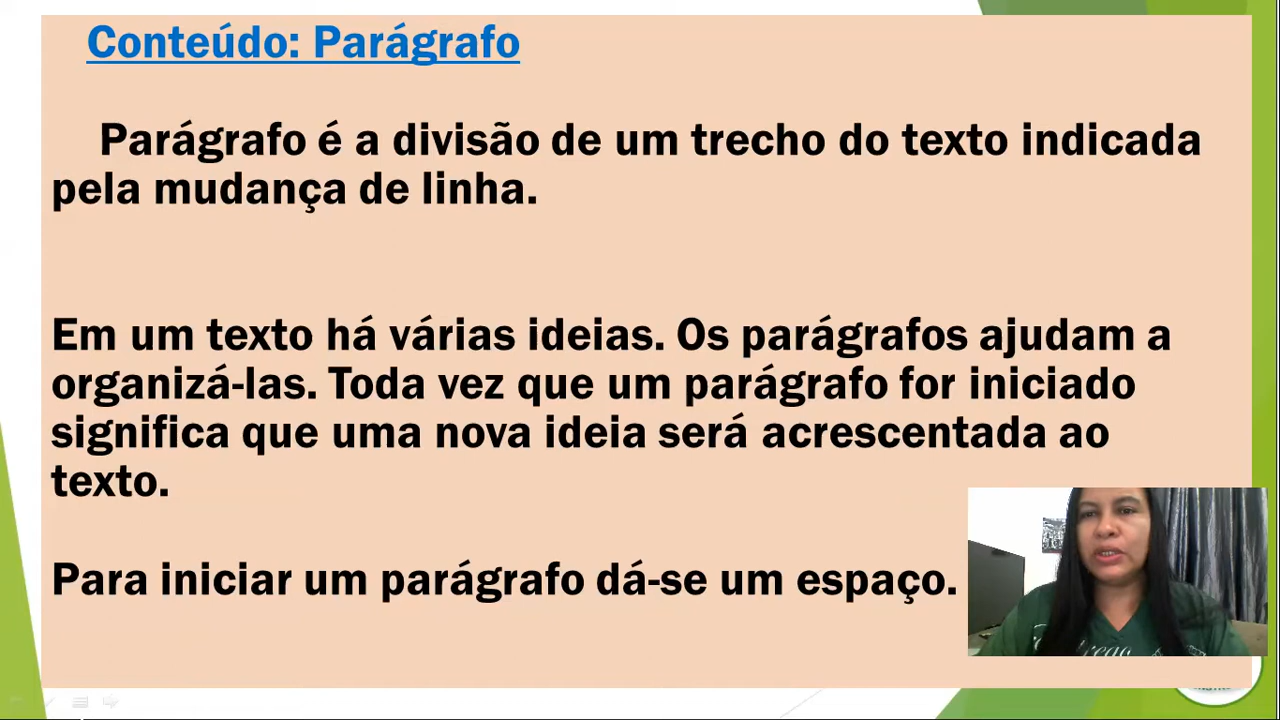 Conteúdo: Parágrafo
Parágrafo é a divisão de um trecho do texto indicada
pela mudança de linha.
Em um texto há várias ideias. Os parágrafos ajudam a
organizá-las. Toda vez que um parágrafo for iniciado
significa que uma nova ideia será acrescentada ao
texto.
Para iniciar um parágrafo dá-se um espaço.